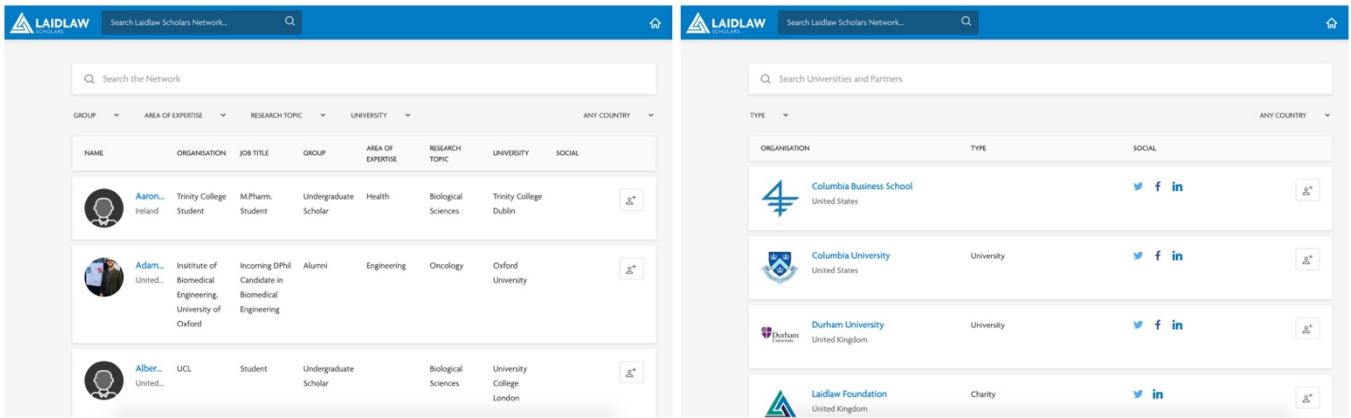 LAIDLAW
SCHOLARS
Search Laidlaw Scholars Network...
Search the Network
GROUP AREA OF EXPERTISE RESEARCH TOPIC UNIVERSITY ANY COUNTRY
NAME ORGANISATION JOB TITLE GROUP AREA OF EXPERTISE RESEARCH TOPIC UNIVERSITY SOCIAL
Aaron... Trinity College M.Pharm. Undergraduate Health Biological Trinity College
Ireland Student Student Scholar Sciences Dublin
Adam... Insititute of Incoming DPhil Alumni Engineering Oncology Oxford
United... Biomedical Candidate in University
Engineering, Biomedical
University of Engineering
Oxford
Alber... UCL Student Undergraduate Biological University
United... Scholar Sciences College
London
LAIDLAW
SCHOLARS
Search Laidlaw Scholars Network...
Search Universities and Partners
TYPE ANY COUNTRY
ORGANISATION TYPE SOCIAL
Columbia Business School
United States
Columbia University University
United States
Durham University
Durham University University
United Kingdom
Laidlaw Foundation Charity
United Kingdom